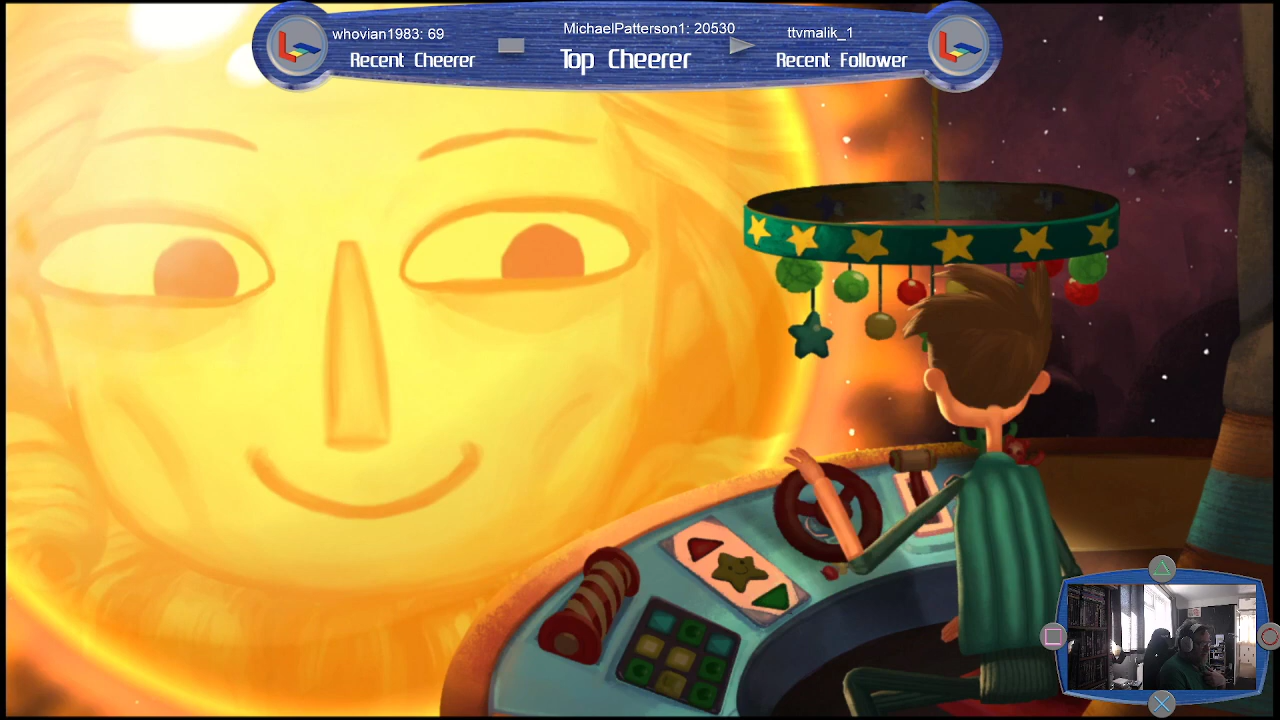 whovian1983: 69
Recent Cheerer
MichaelPatterson1: 20530
Top Cheerer
ttvmalik_1
Recent Follower